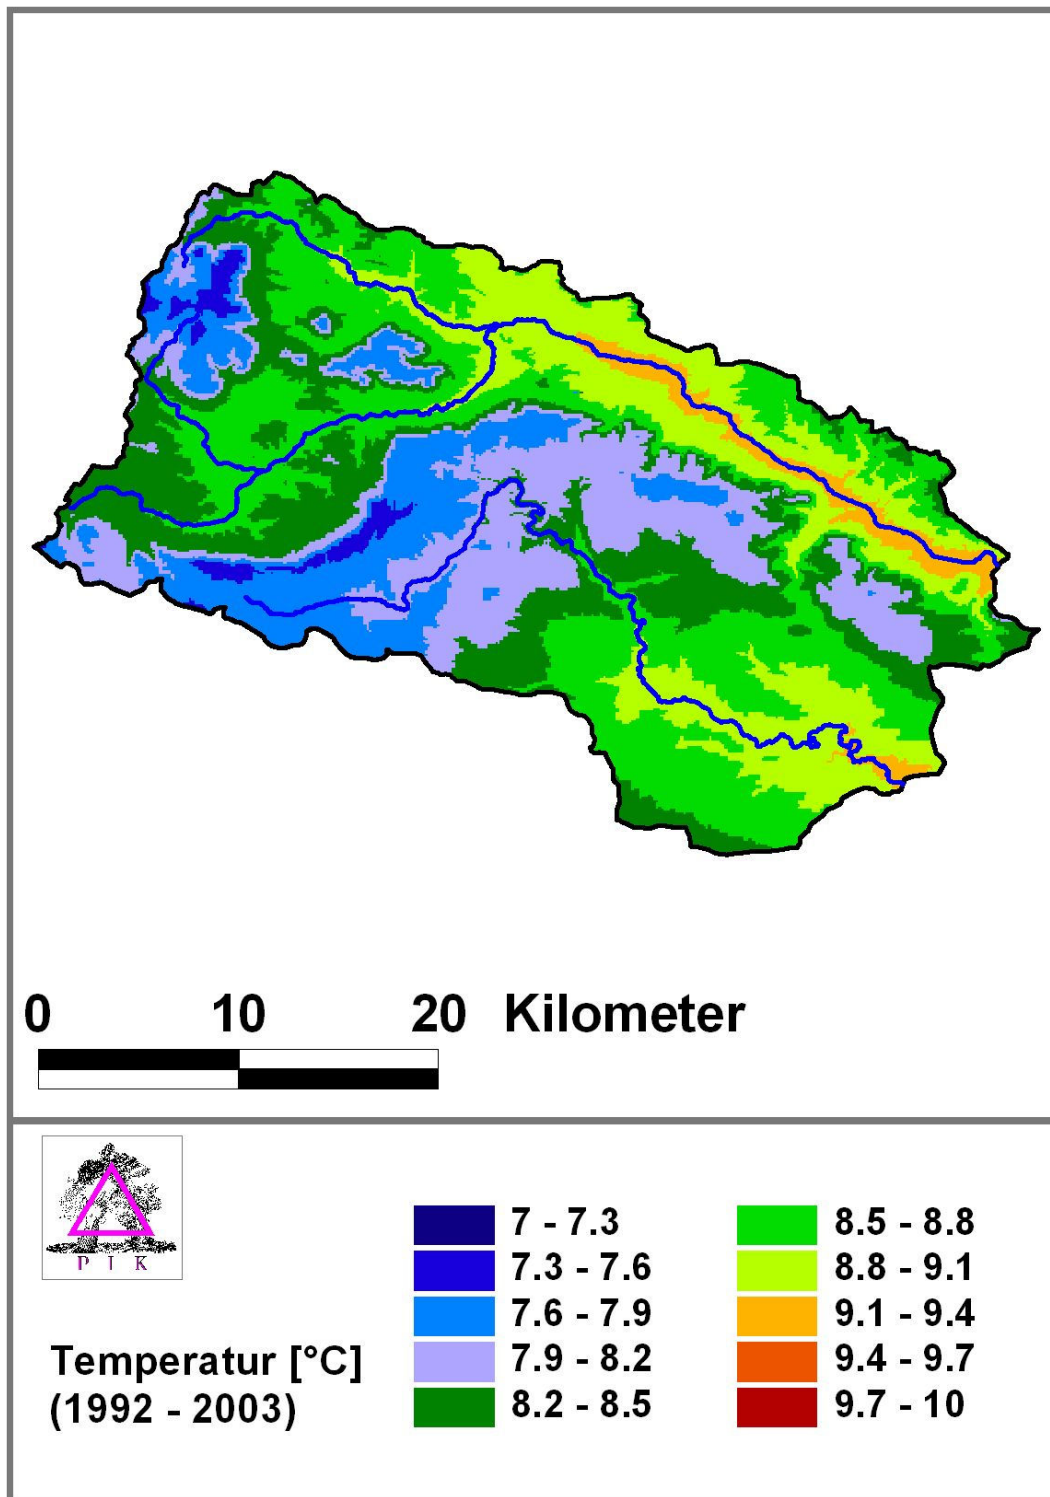 0 10 20 Kilometer
P I K
Temperatur [°C]
(1992 - 2003)
7 - 7.3
7.3 - 7.6
7.6 - 7.9
7.9 - 8.2
8.2 - 8.5
8.5 - 8.8
8.8 - 9.1
9.1 - 9.4
9.4 - 9.7
9.7 - 10